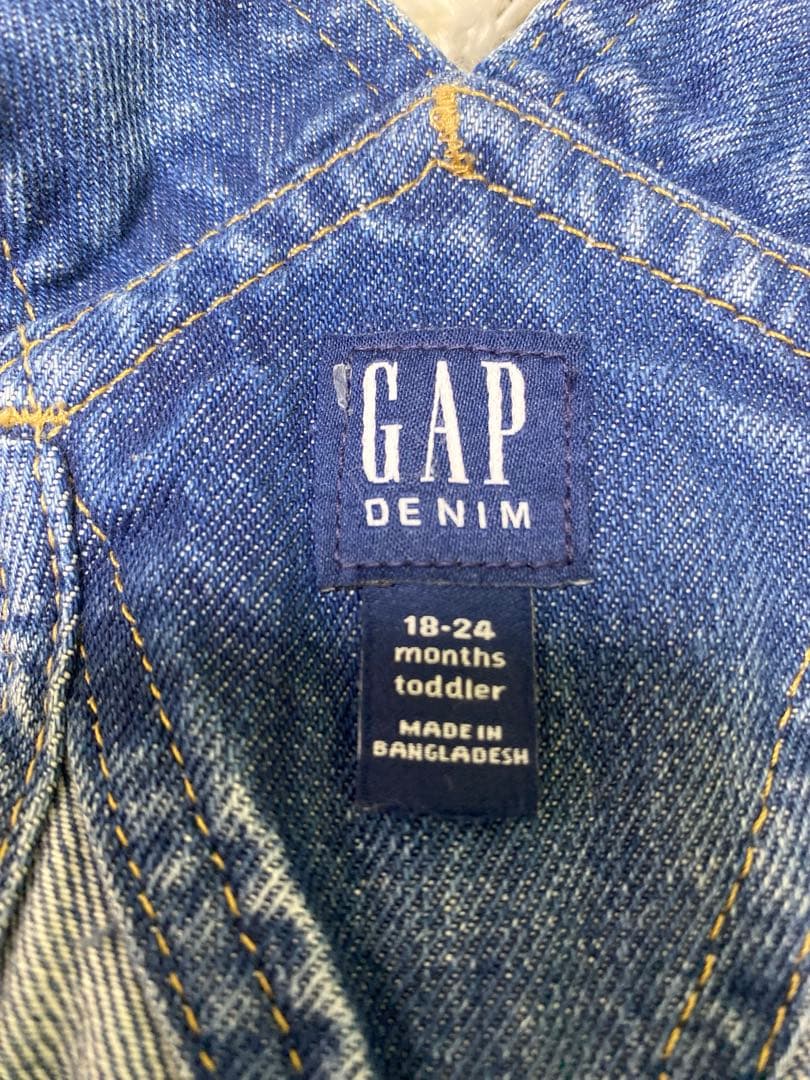 GAP
DENIM
18-24
months
toddler
MADE IN
BANGLADESH